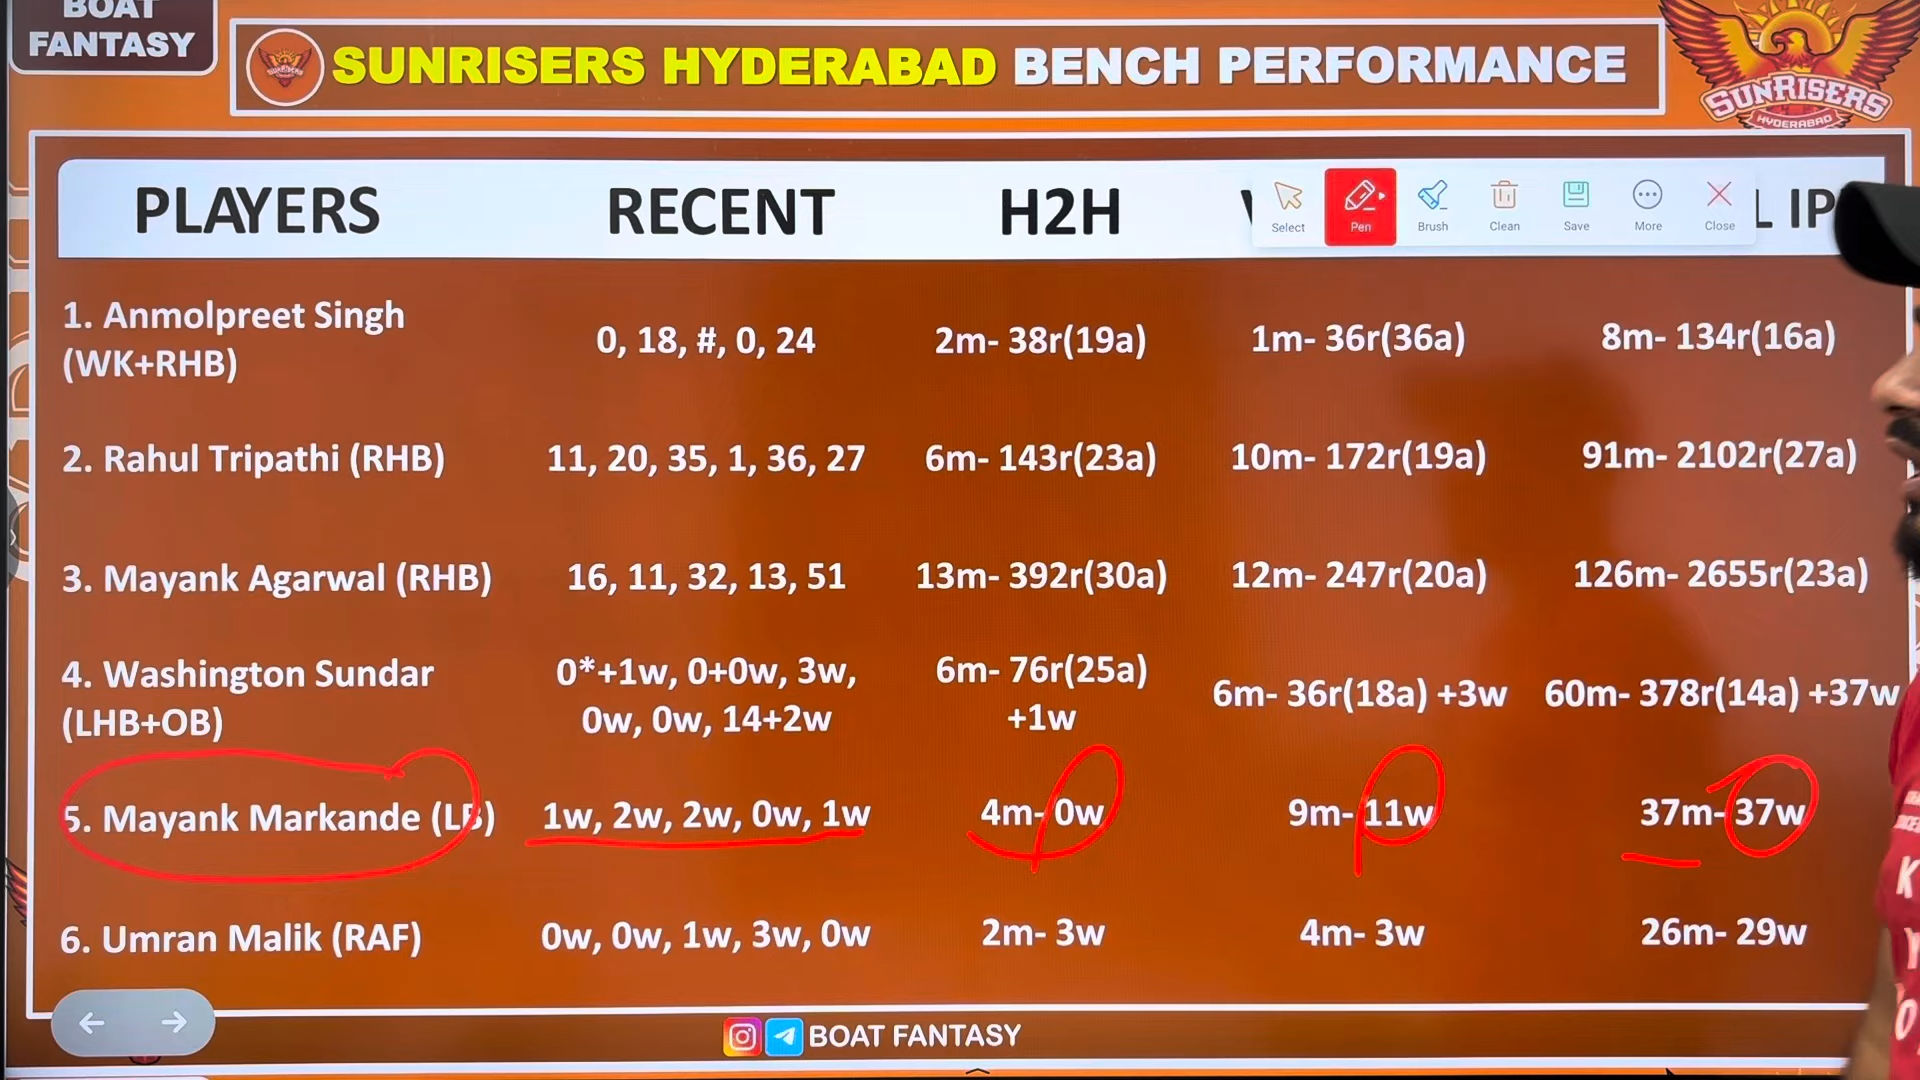 BOAT
FANTASY
SUNRISERS HYDERABAD BENCH PERFORMANCE
SUNRISERS
HYDERABAD
PLAYERS RECENT H2H L IP
Select Pen Brush Clean Save More Close
1. Anmolpreet Singh
(WK+RHB)
0, 18, #, 0, 24
2m- 38r(19a)
1m- 36r(36a)
8m- 134r(16a)
2. Rahul Tripathi (RHB) 11, 20, 35, 1, 36, 27 6m- 143r(23a) 10m- 172r(19a) 91m- 2102r(27a)
3. Mayank Agarwal (RHB) 16, 11, 32, 13, 51 13m- 392r(30a) 12m- 247r(20a) 126m- 2655r(23a)
4. Washington Sundar
(LHB+OB)
0*+1w, 0+0w, 3w,
0w, 0w, 14+2w
6m- 76r(25a)
+1w
6m- 36r(18a) +3w
60m- 378r(14a) +37w
5. Mayank Markande (LB) 1w, 2w, 2w, 0w, 1w 4m- 0w 9m- 11w 37m- 37w
6. Umran Malik (RAF) 0w, 0w, 1w, 3w, 0w 2m- 3w 4m- 3w 26m- 29w
BOAT FANTASY